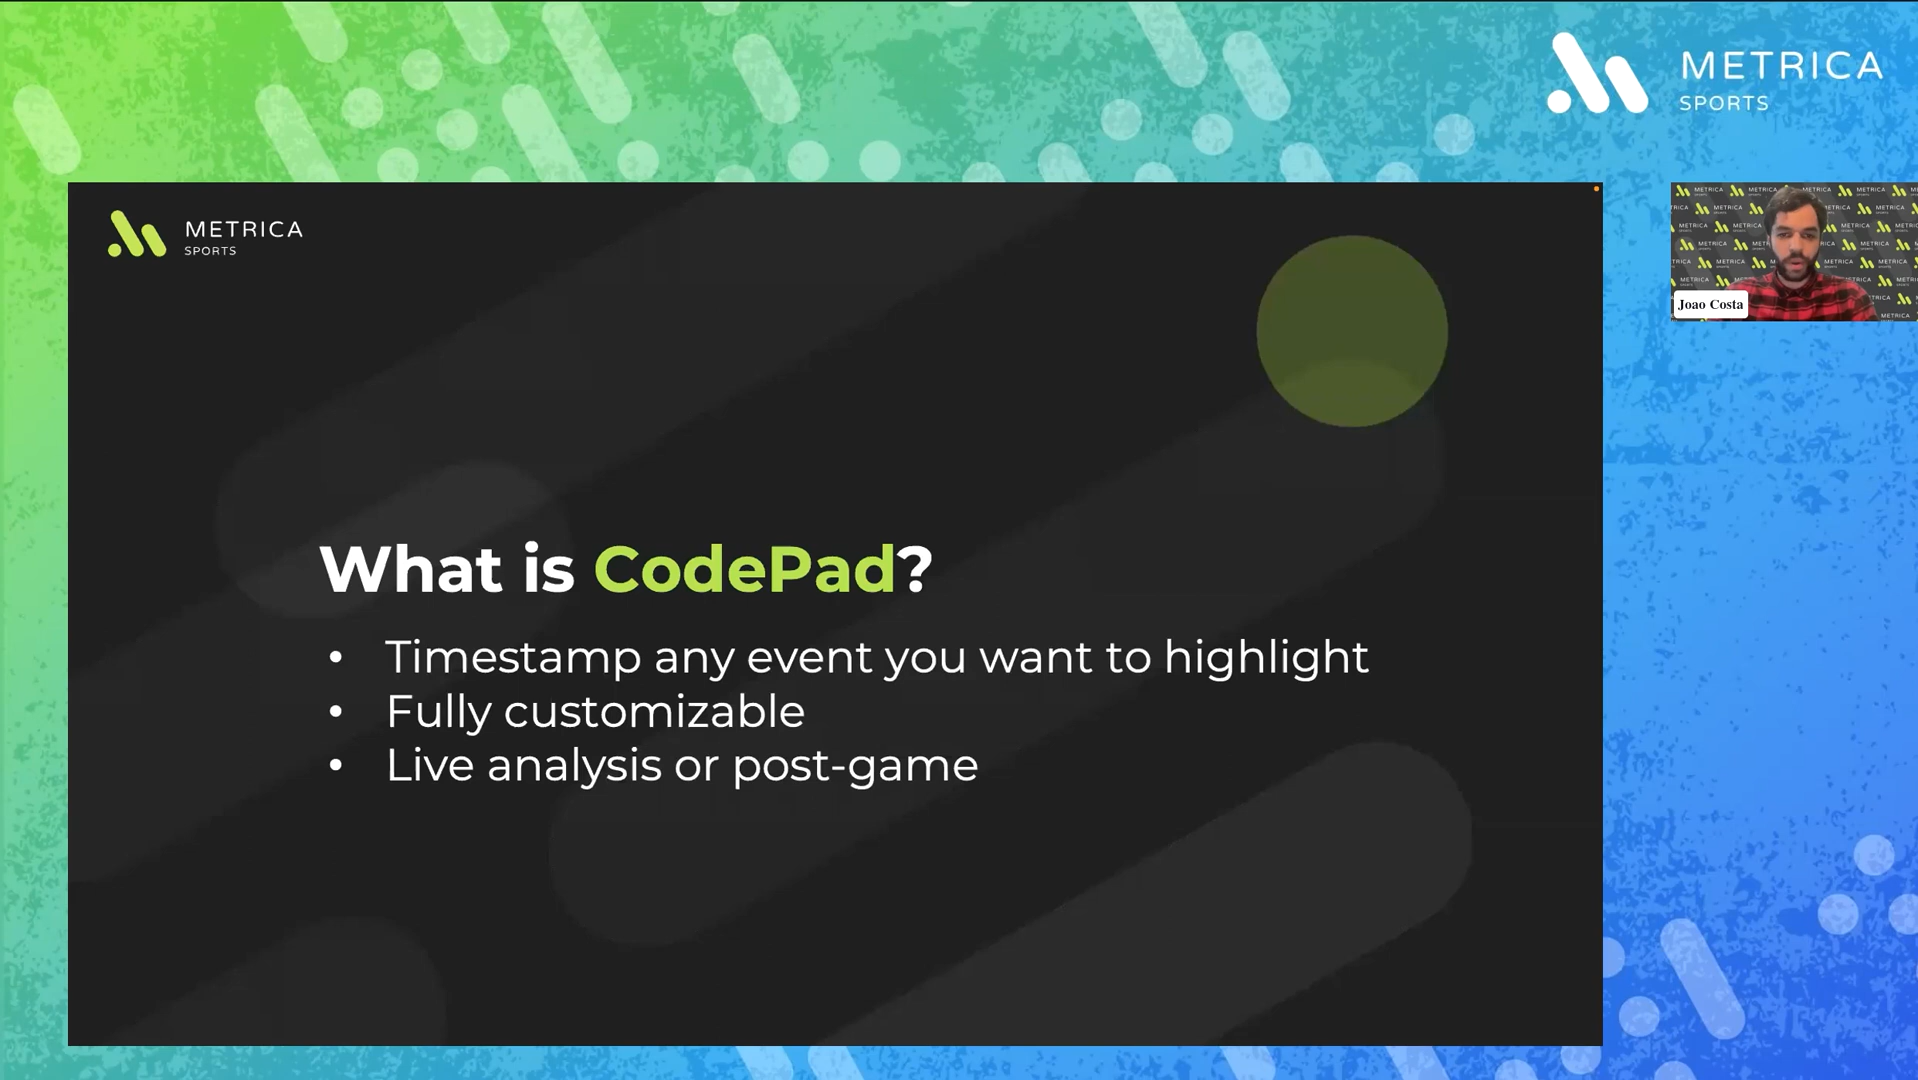 METRICA
SPORTS
METRICA
SPORTS
Joao Costa
What is CodePad?
• Timestamp any event you want to highlight
• Fully customizable
• Live analysis or post-game